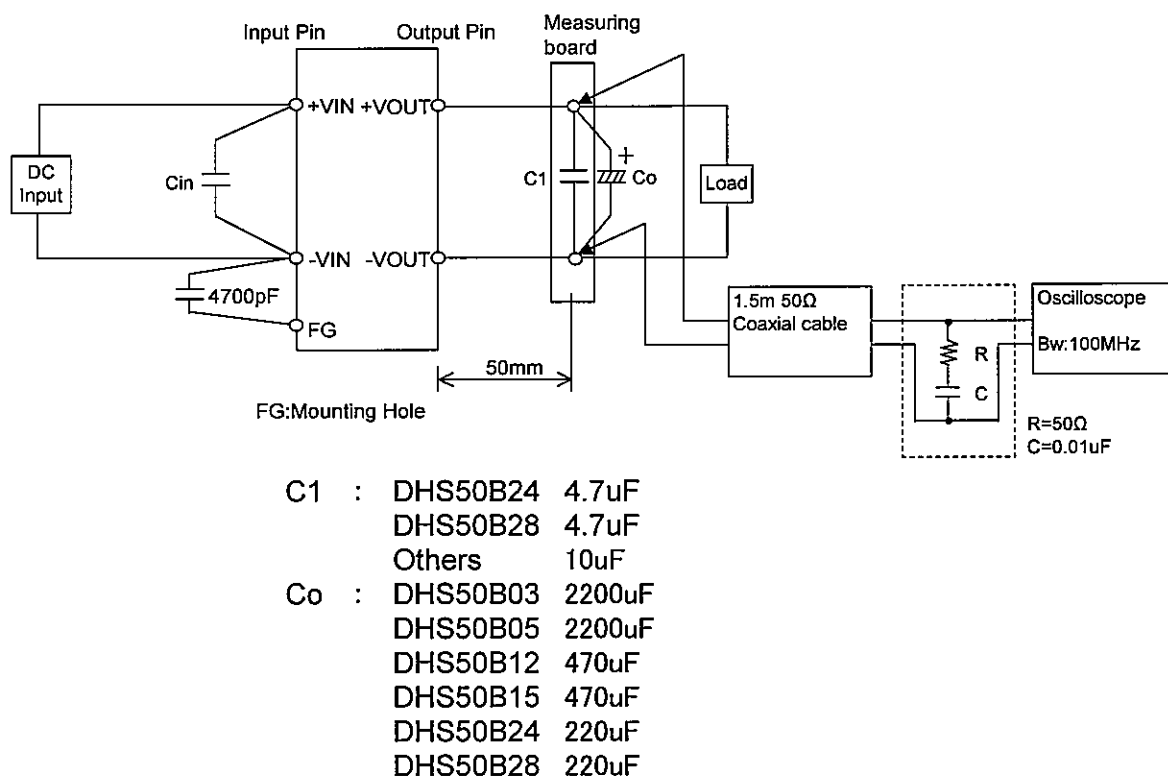 Input Pin
Output Pin
Measuring board
+VIN
+VOUT
DC Input
Cin
C1
+
Co
Load
-VIN
-VOUT
4700pF
FG
1.5m 50Ω
Coaxial cable
Oscilloscope
Bw:100MHz
R
C
50mm
R=50Ω
C=0.01uF
FG:Mounting Hole
C1 : DHS50B24 4.7uF
DHS50B28 4.7uF
Others 10uF
Co : DHS50B03 2200uF
DHS50B05 2200uF
DHS50B12 470uF
DHS50B15 470uF
DHS50B24 220uF
DHS50B28 220uF